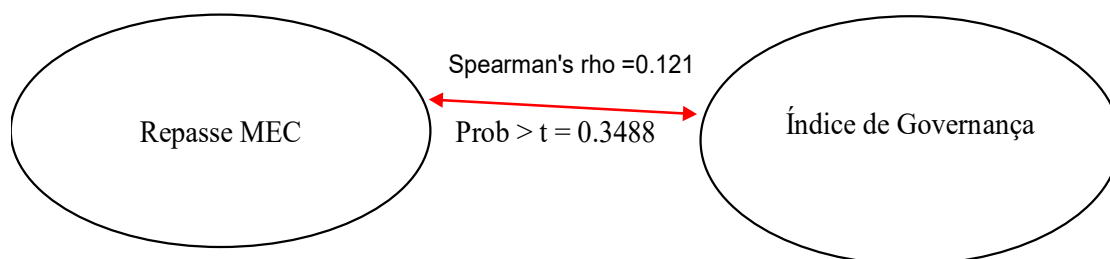 Spearman's rho =0.121
Repasse MEC
Prob > t = 0.3488
Índice de Governança